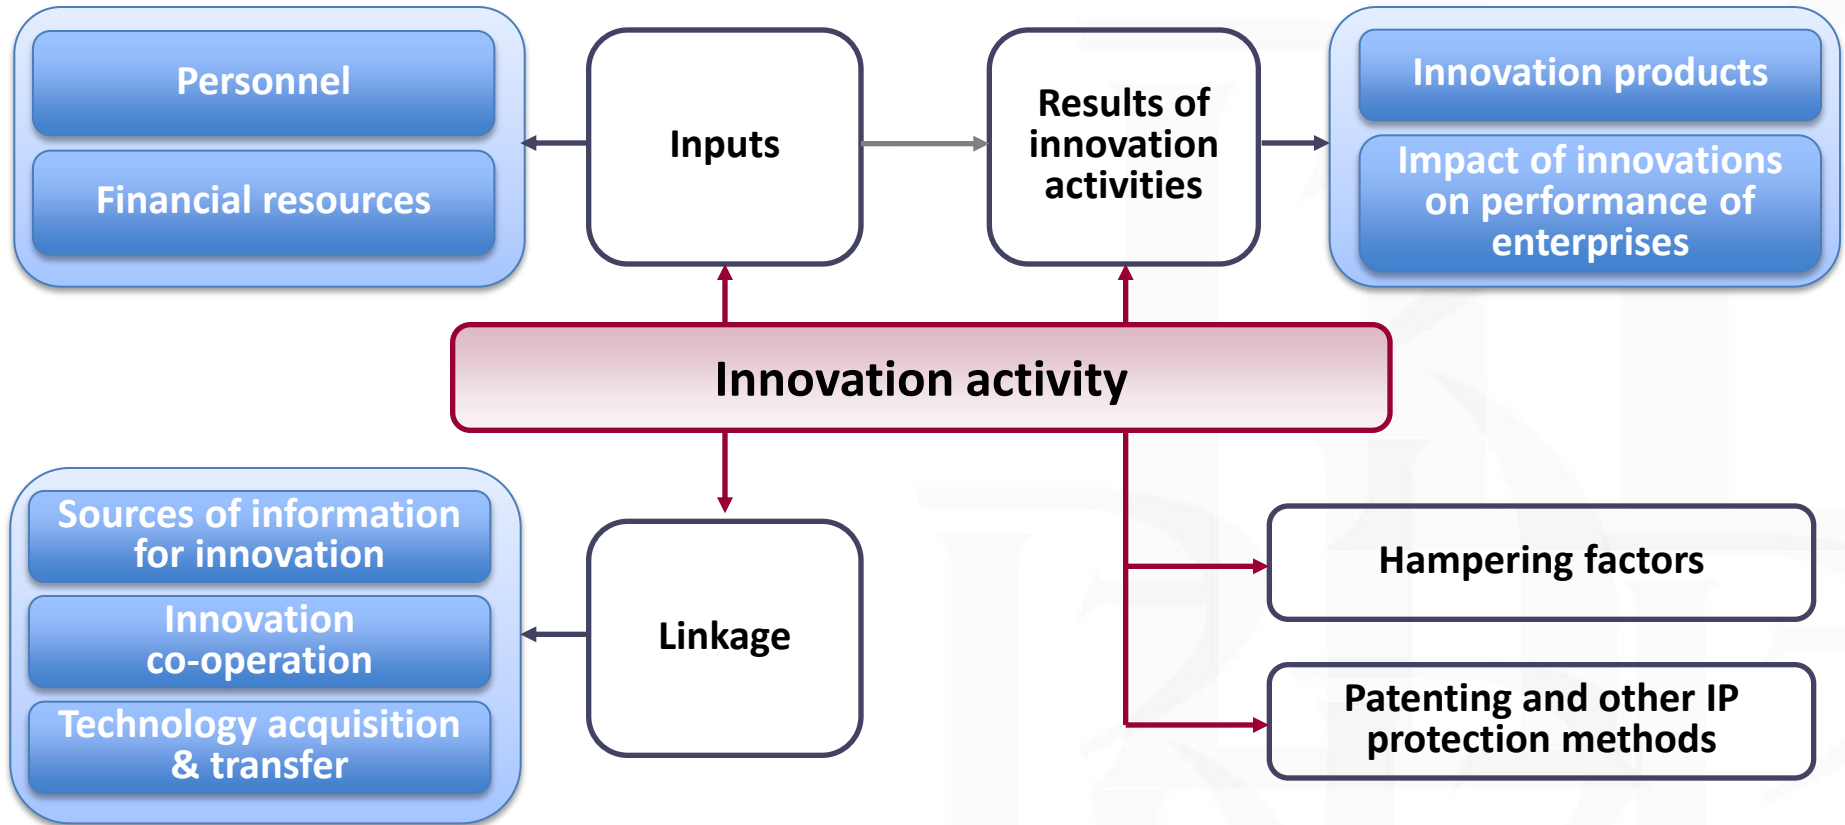 Personnel
Financial resources
Inputs
Results of
innovation
activities
Innovation products
Impact of innovations
on performance of
enterprises
Innovation activity
Sources of information
for innovation
Innovation
co-operation
Technology acquisition
& transfer
Linkage
Hampering factors
Patenting and other IP
protection methods